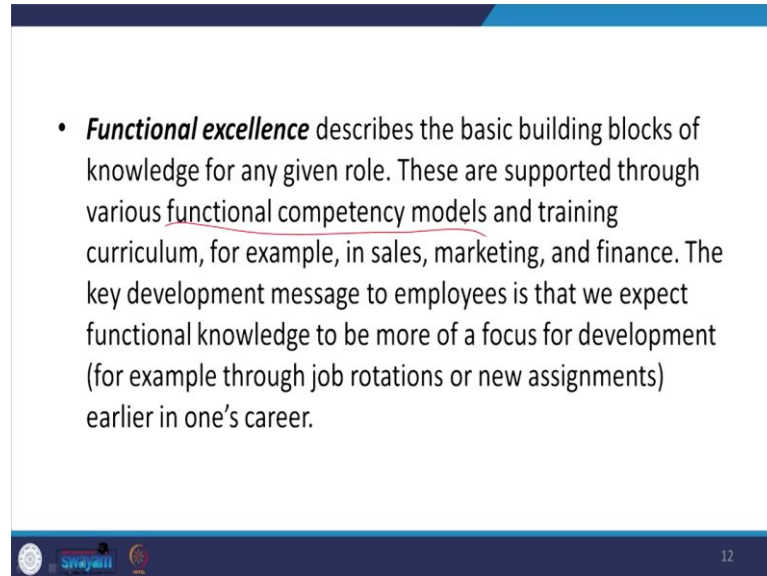 • Functional excellence describes the basic building blocks of
knowledge for any given role. These are supported through
various functional competency models and training
curriculum, for example, in sales, marketing, and finance. The
key development message to employees is that we expect
functional knowledge to be more of a focus for development
(for example through job rotations or new assignments)
earlier in one's career.
swayam
12